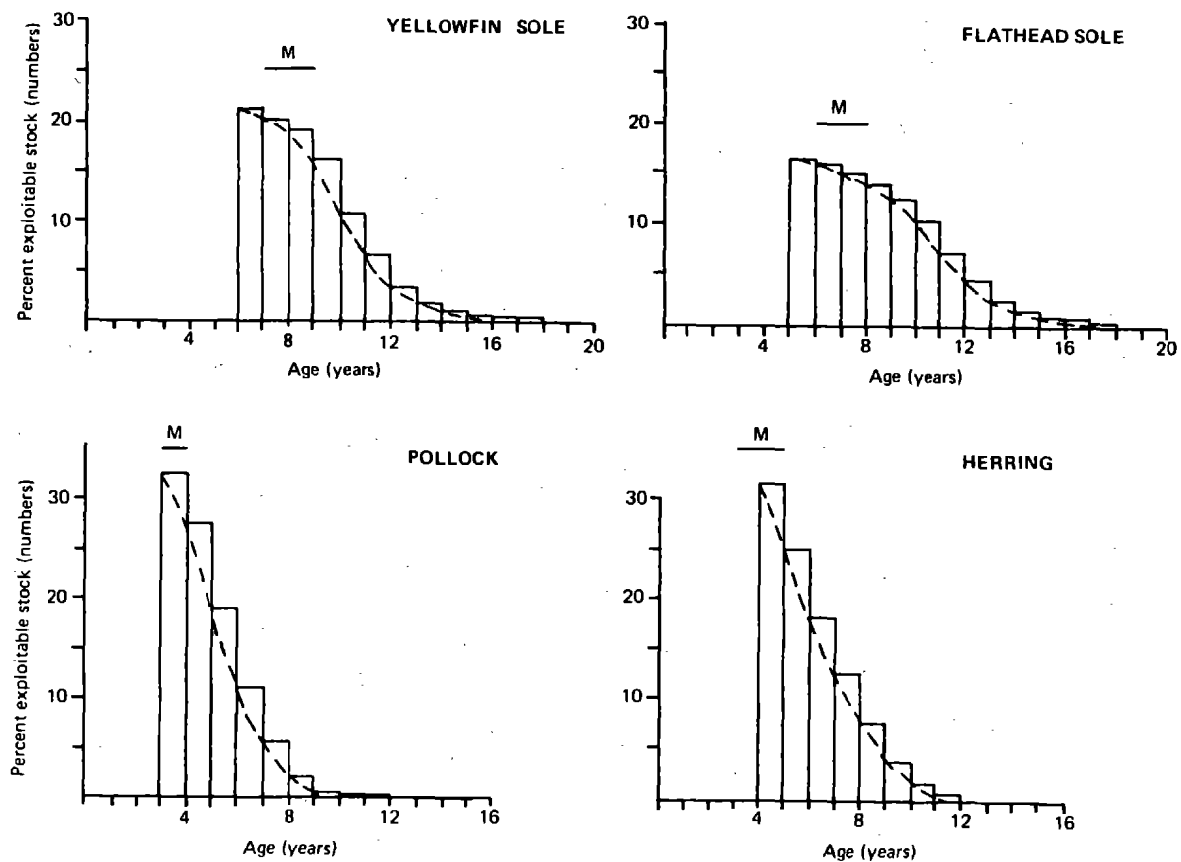 YELLOWFIN SOLE
M
Percent exploitable stock (numbers)
30
20
10
4
8
12
16
20
Age (years)
FLATHEAD SOLE
M
30
20
10
4
8
12
16
20
Age (years)
POLLOCK
M
Percent exploitable stock (numbers)
30
20
10
4
8
12
16
Age (years)
HERRING
M
30
20
10
4
8
12
16
Age (years)